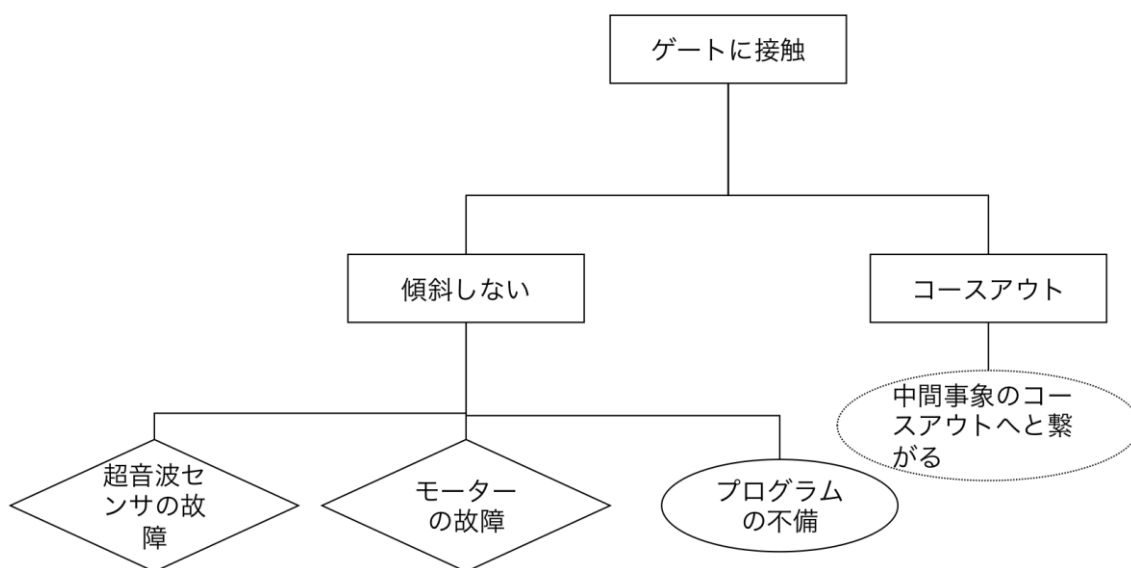 ゲートに接触
傾斜しない
コースアウト
中間事象のコー
スアウトへと繋
がる
超音波セ
ンサの故
障
モーター
の故障
プログラム
の不備